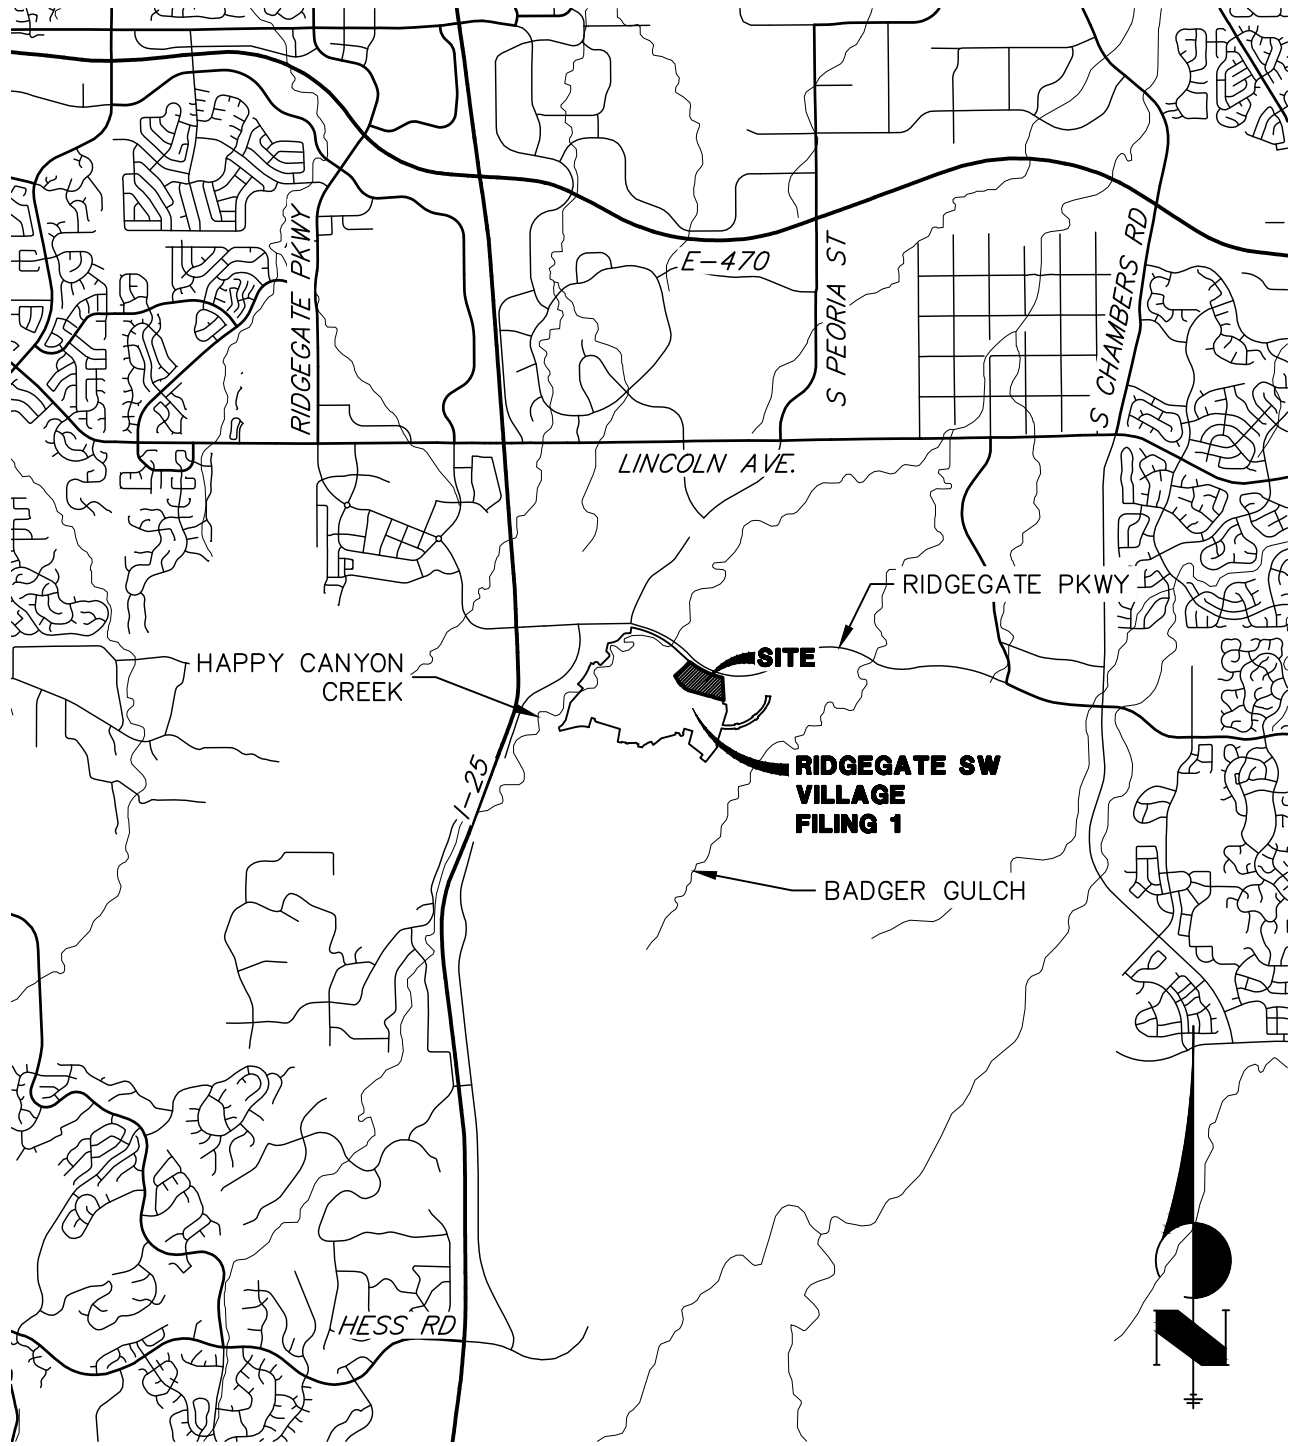 E-470
RIDGEGATE PKWY
S PEORIA ST
S CHAMBERS RD
LINCOLN AVE.
RIDGEGATE PKWY
HAPPY CANYON
CREEK
SITE
I-25
RIDGEGATE SW
VILLAGE
FILING 1
BADGER GULCH
HESS RD
N